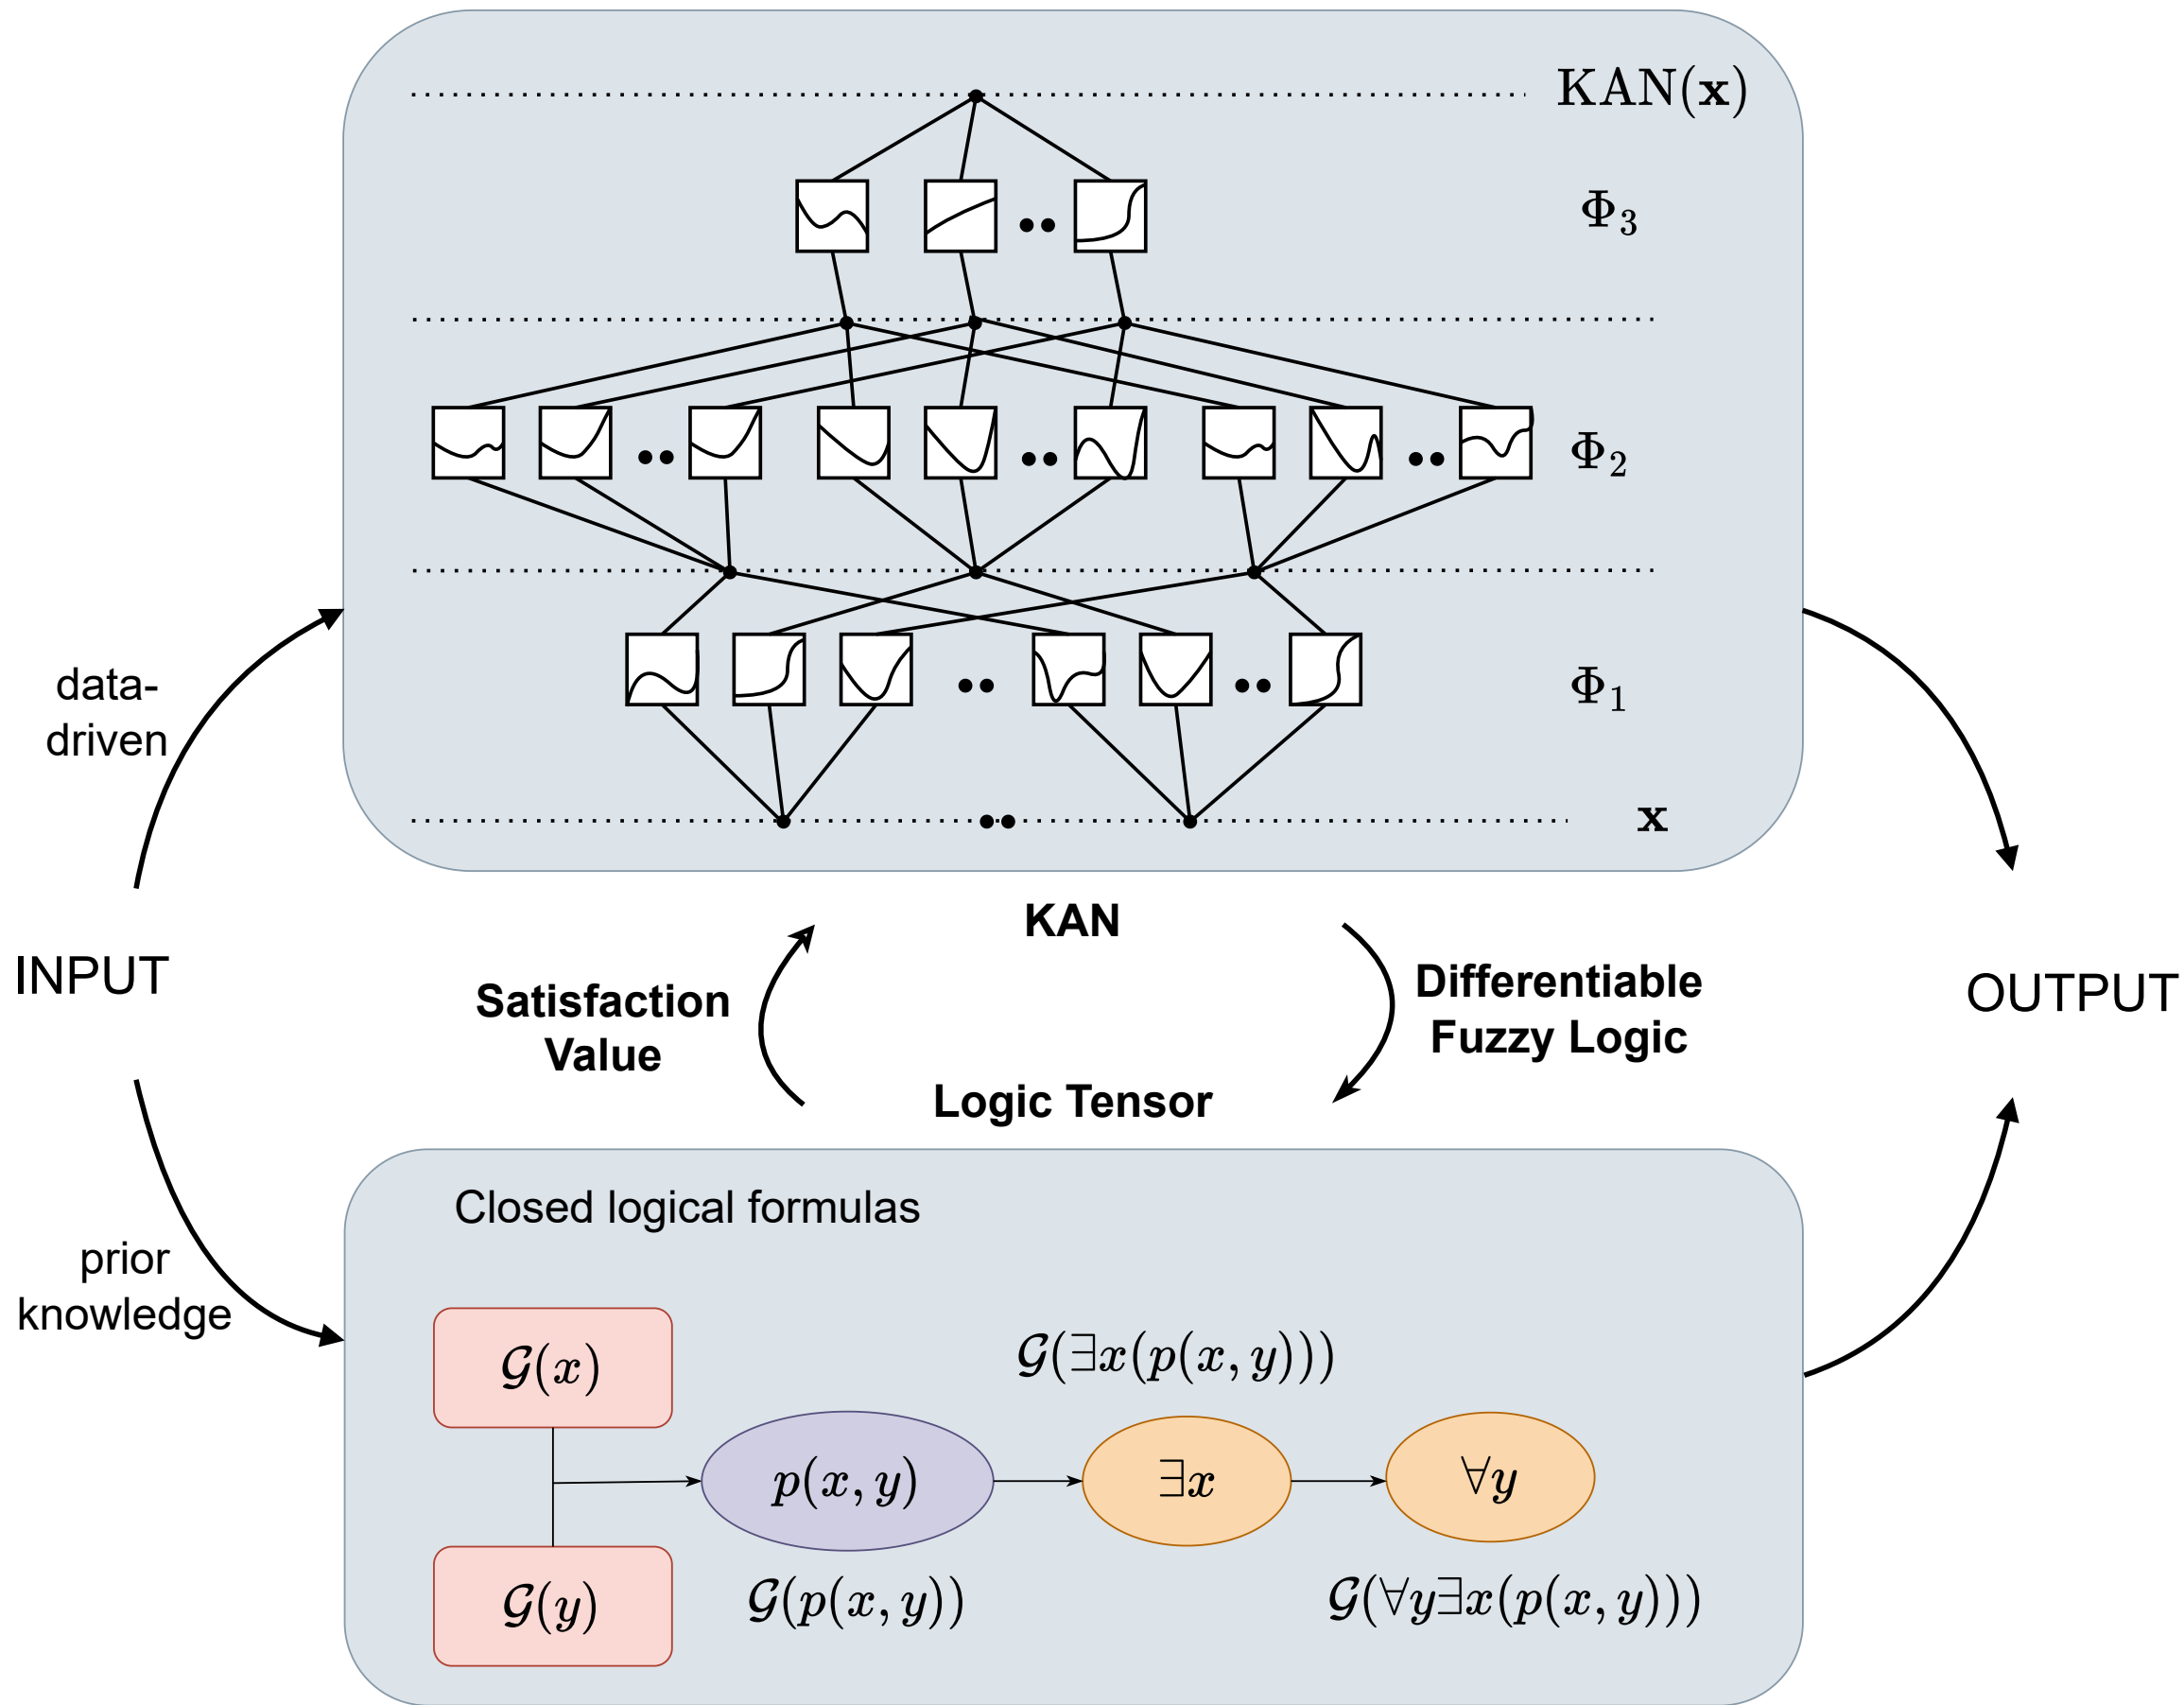 KAN(𝐱)
Φ₃
Φ₂
Φ₁
𝐱
data-
driven
INPUT
prior
knowledge
KAN
Satisfaction
Value
Differentiable
Fuzzy Logic
Logic Tensor
OUTPUT
Closed logical formulas
𝒢(x)
𝒢(∃x(p(x, y)))
p(x, y)
∃x
∀y
𝒢(y)
𝒢(p(x, y))
𝒢(∀y∃x(p(x, y)))